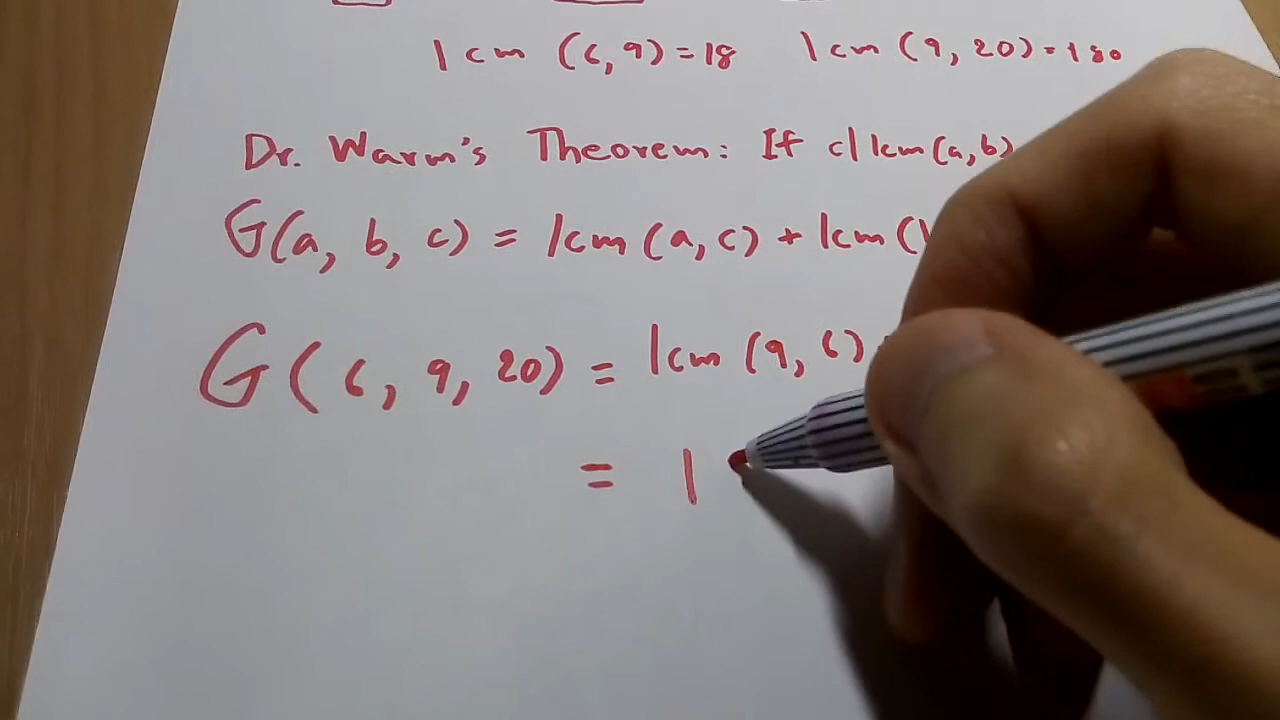 lcm (6,9) = 18 lcm (9, 20) = 180
Dr. Warm's Theorem: If c|lcm(a,b)
G(a, b, c) = lcm (a,c) + lcm (
G( 6, 9, 20) = lcm (9, 6)
= 1